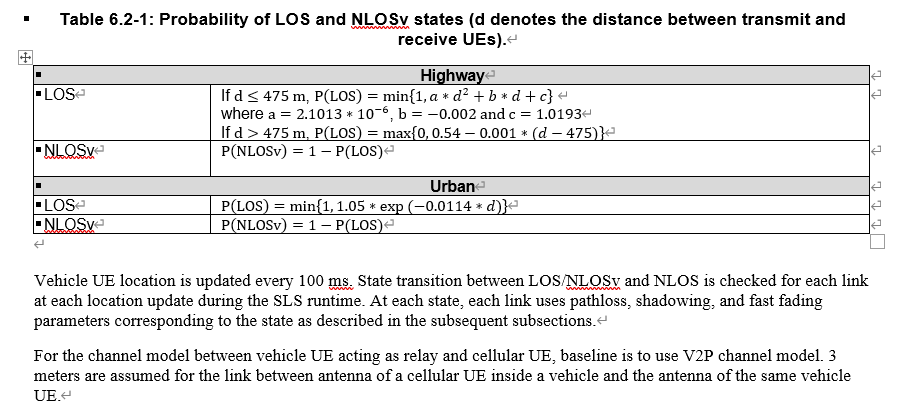 ▪ Table 6.2-1: Probability of LOS and NLOSv states (d denotes the distance between transmit and
receive UEs).↵
▪ Highway
▪ LOS
If d ≤ 475 m, P(LOS) = min{1, a * d² + b * d + c} ↵
where a = 2.1013 * 10⁻⁶, b = −0.002 and c = 1.0193↵
If d > 475 m, P(LOS) = max{0, 0.54 − 0.001 * (d − 475)}
▪ NLOSv
P(NLOSv) = 1 − P(LOS)
▪ Urban
▪ LOS
P(LOS) = min{1, 1.05 * exp (−0.0114 * d)}
▪ NLOSv
P(NLOSv) = 1 − P(LOS)
↵
Vehicle UE location is updated every 100 ms. State transition between LOS/NLOSv and NLOS is checked for each link
at each location update during the SLS runtime. At each state, each link uses pathloss, shadowing, and fast fading
parameters corresponding to the state as described in the subsequent subsections.↵
For the channel model between vehicle UE acting as relay and cellular UE, baseline is to use V2P channel model. 3
meters are assumed for the link between antenna of a cellular UE inside a vehicle and the antenna of the same vehicle
UE.↵